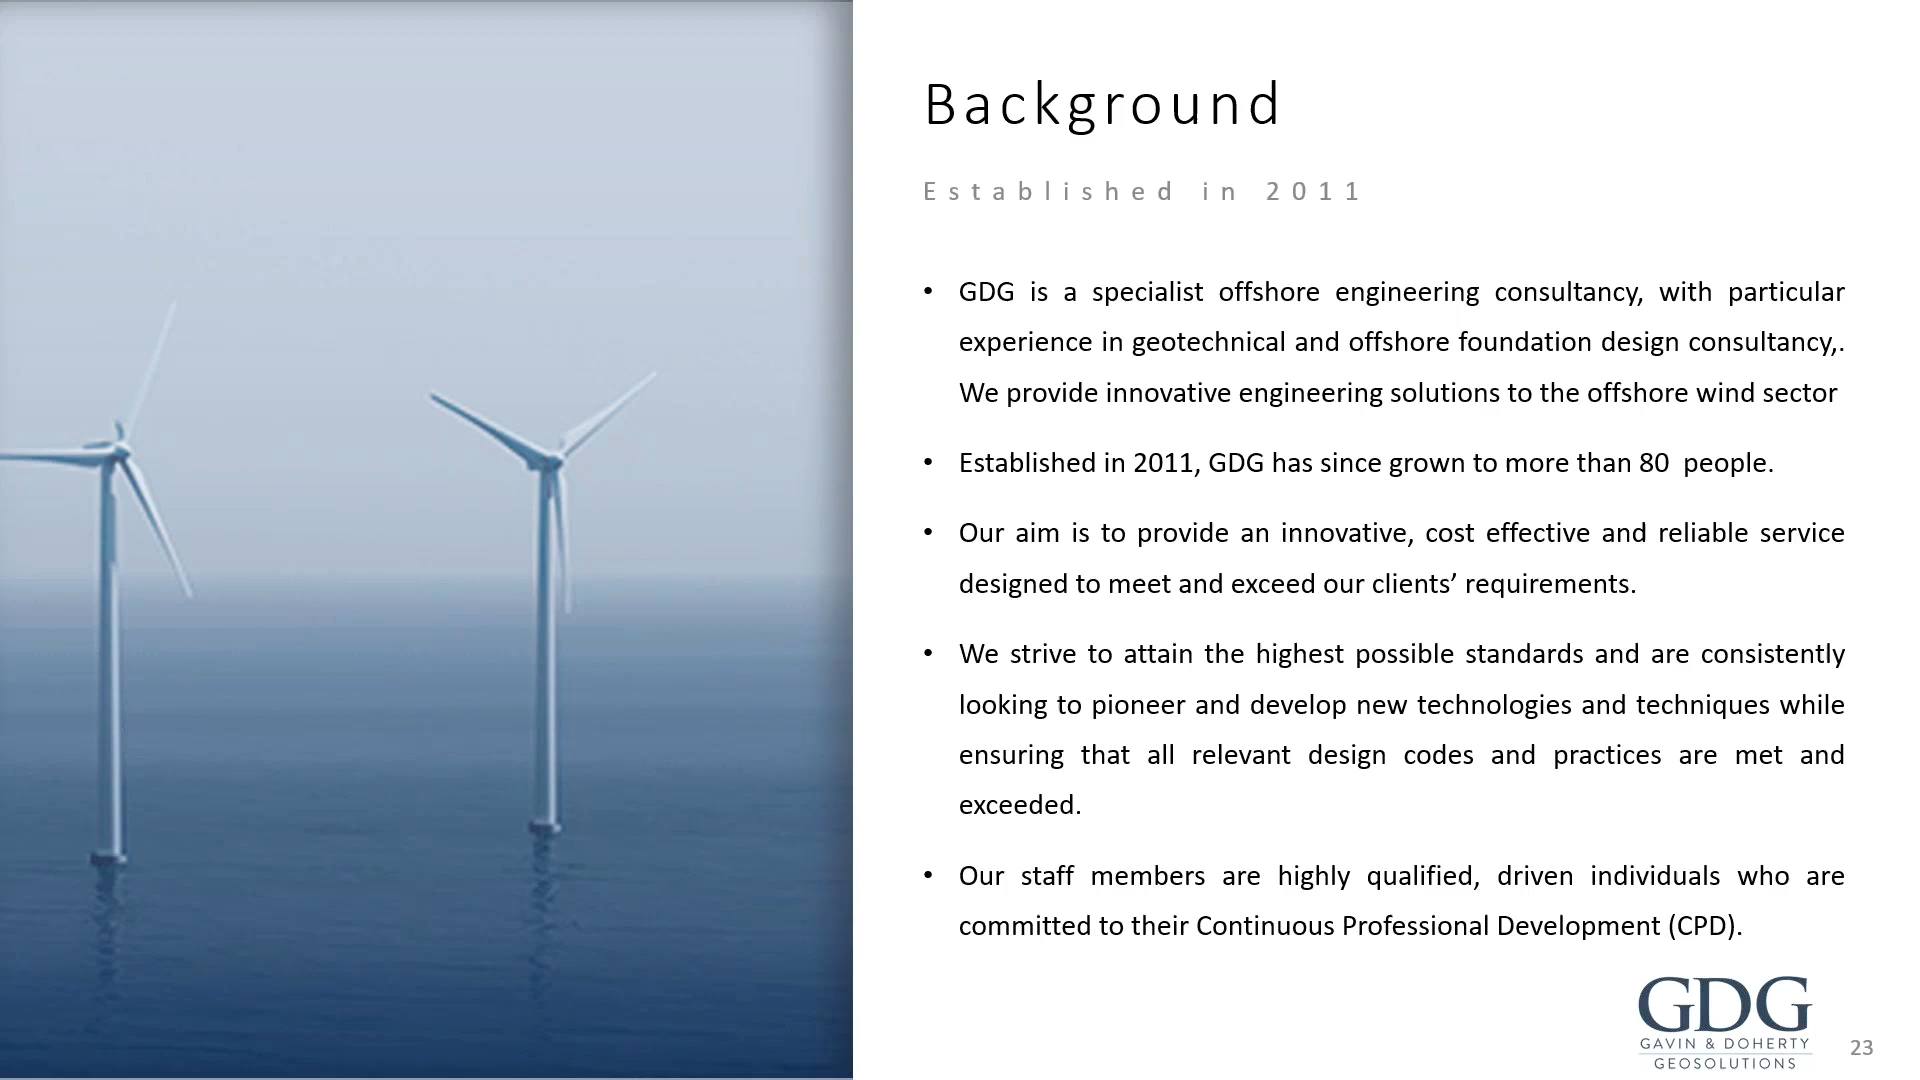 Background
Established in 2011
• GDG is a specialist offshore engineering consultancy, with particular
experience in geotechnical and offshore foundation design consultancy,.
We provide innovative engineering solutions to the offshore wind sector
• Established in 2011, GDG has since grown to more than 80  people.
• Our aim is to provide an innovative, cost effective and reliable service
designed to meet and exceed our clients’ requirements.
• We strive to attain the highest possible standards and are consistently
looking to pioneer and develop new technologies and techniques while
ensuring that all relevant design codes and practices are met and
exceeded.
• Our staff members are highly qualified, driven individuals who are
committed to their Continuous Professional Development (CPD).
GDG
GAVIN & DOHERTY
GEOSOLUTIONS
23